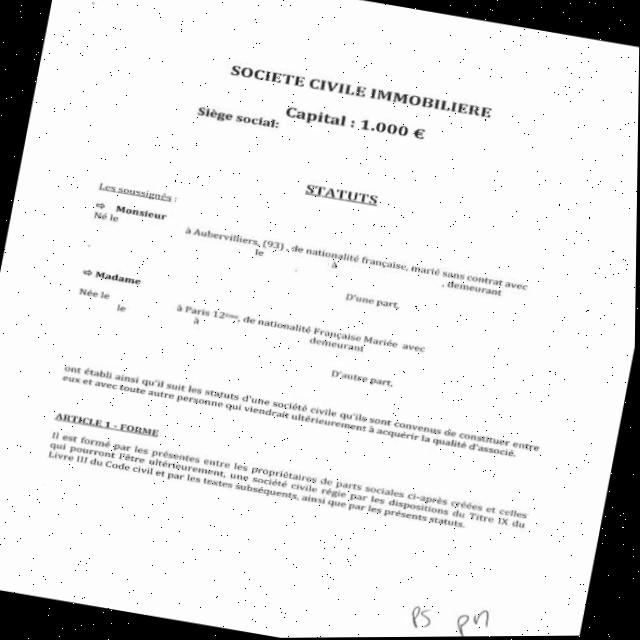 SOCIETE CIVILE IMMOBILIERE
Capital : 1.000 €
Siège social:
STATUTS
Les soussignés :
⇨ Monsieur
Né le à Aubervilliers, (93) , de nationalité française, marié sans contrat avec
le . à , demeurant
.
D'une part,
⇨ Madame
Née le à Paris 12ème, de nationalité Française Mariée avec
le à demeurant
D'autre part,
ont établi ainsi qu'il suit les statuts d'une société civile qu'ils sont convenus de constituer entre
eux et avec toute autre personne qui viendrait ultérieurement à acquérir la qualité d'associé.
ARTICLE 1 - FORME
Il est formé par les présentes entre les propriétaires de parts sociales ci-après créées et celles
qui pourront l'être ultérieurement, une société civile régie par les dispositions du Titre IX du
Livre III du Code civil et par les textes subséquents, ainsi que par les présents statuts.
PS pn